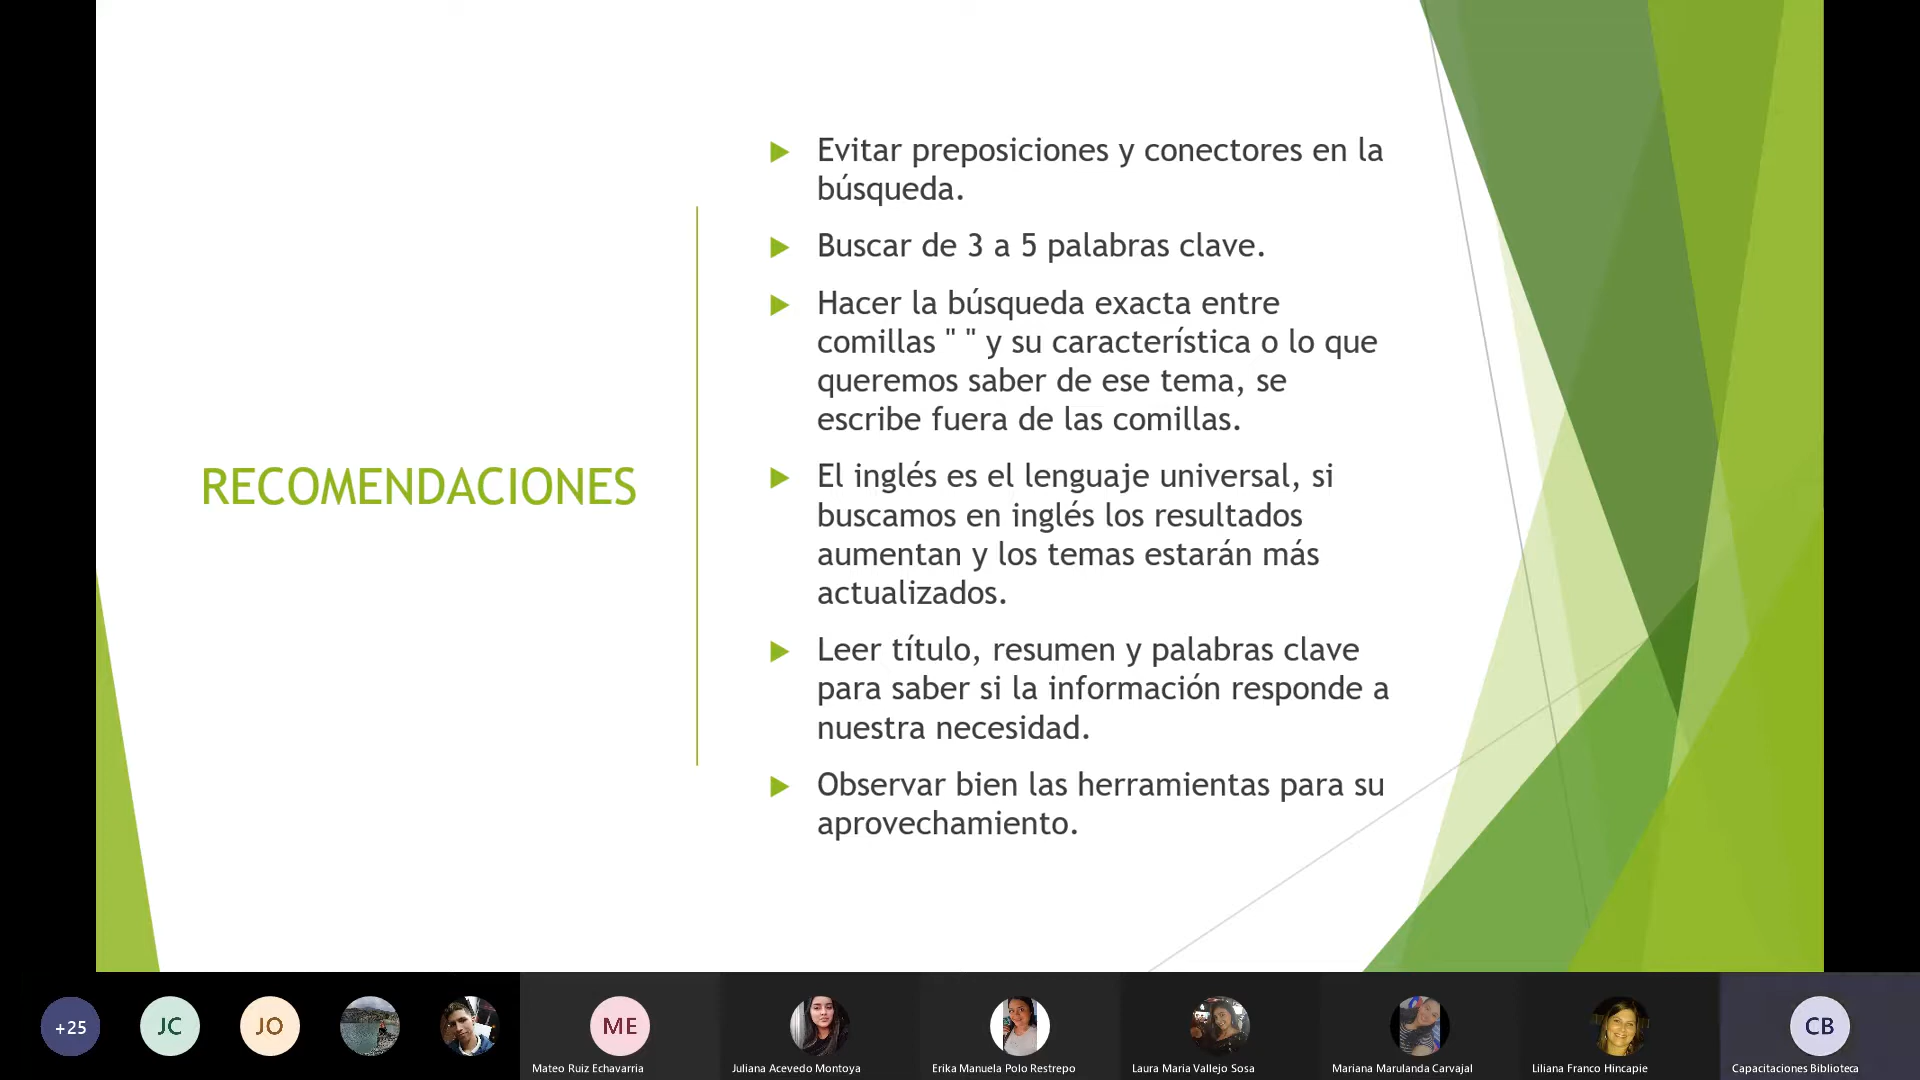 RECOMENDACIONES
Evitar preposiciones y conectores en la
búsqueda.
Buscar de 3 a 5 palabras clave.
Hacer la búsqueda exacta entre
comillas " " y su característica o lo que
queremos saber de ese tema, se
escribe fuera de las comillas.
El inglés es el lenguaje universal, si
buscamos en inglés los resultados
aumentan y los temas estarán más
actualizados.
Leer título, resumen y palabras clave
para saber si la información responde a
nuestra necesidad.
Observar bien las herramientas para su
aprovechamiento.
+25
JC
JO
ME
CB
Mateo Ruiz Echavarria
Juliana Acevedo Montoya
Erika Manuela Polo Restrepo
Laura Maria Vallejo Sosa
Mariana Marulanda Carvajal
Liliana Franco Hincapie
Capacitaciones Biblioteca